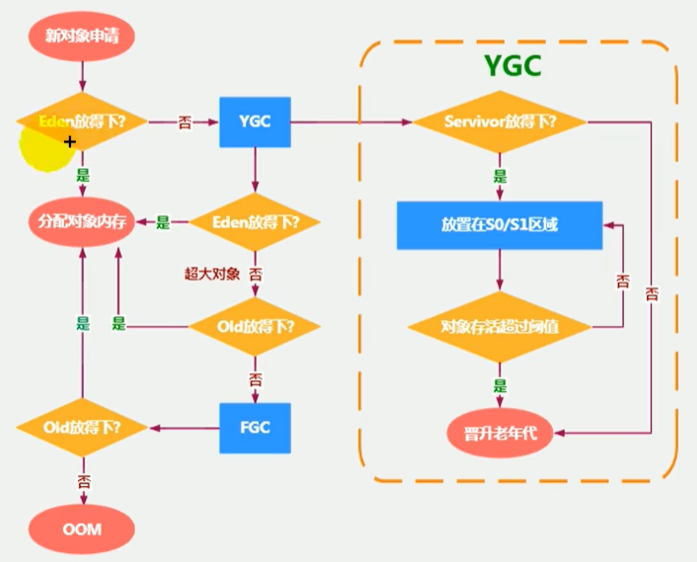 新对象申请
YGC
Eden放得下?
否
YGC
Servivor放得下?
是
是
分配对象内存
是
Eden放得下?
放置在S0/S1区域
超大对象
否
否
否
是
是
Old放得下?
对象存活超过阈值
否
是
Old放得下?
FGC
晋升老年代
否
OOM